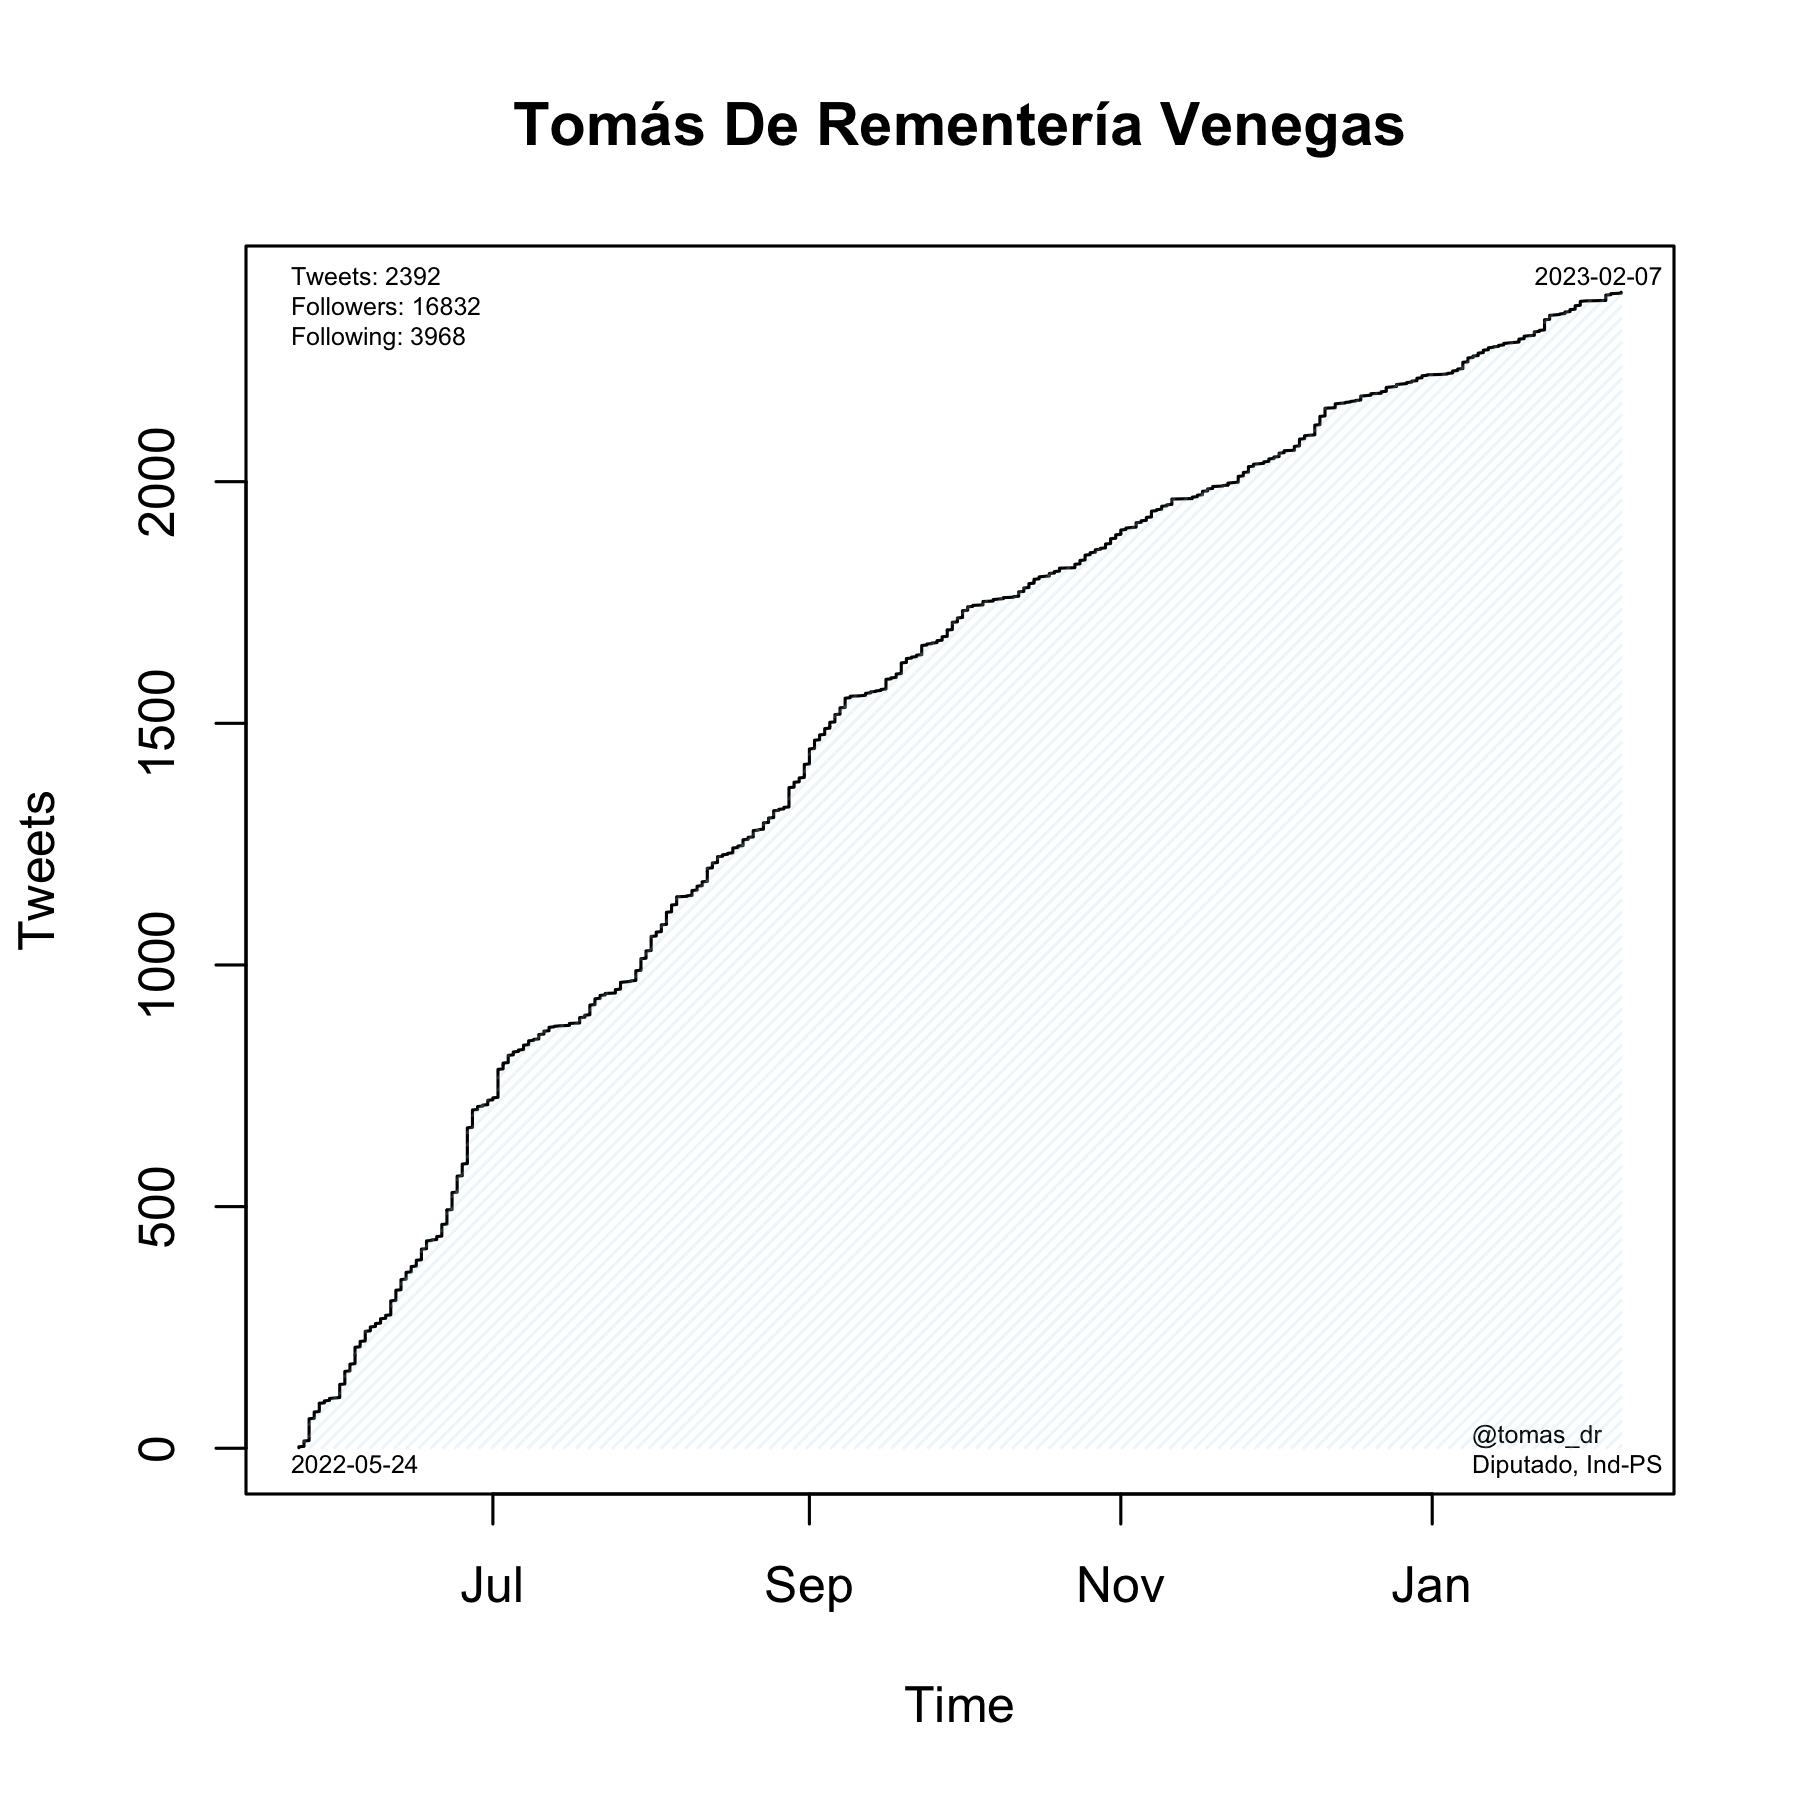 Tomás De Rementería Venegas
Tweets: 2392
Followers: 16832
Following: 3968
2023-02-07
2000
1500
1000
500
0
Tweets
@tomas_dr
Diputado, Ind-PS
2022-05-24
Jul Sep Nov Jan
Time